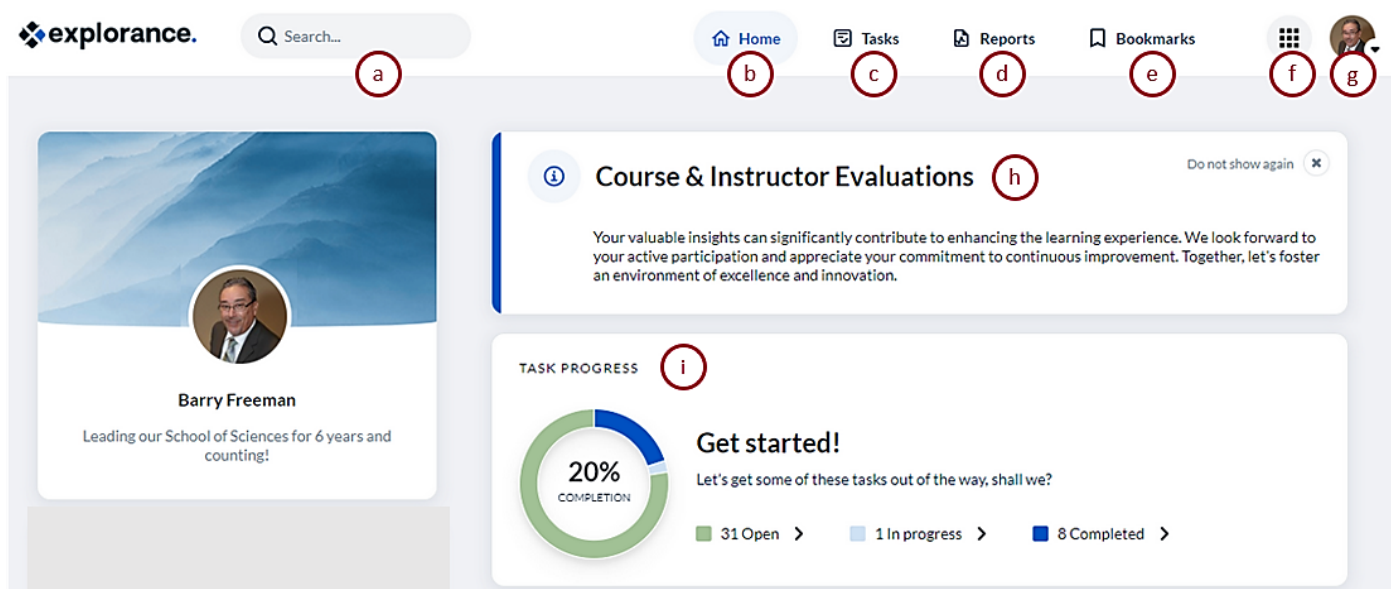 explorance.
Search...
Home
Tasks
Reports
Bookmarks
a
b
c
d
e
f
g
Course & Instructor Evaluations
h
Do not show again
Your valuable insights can significantly contribute to enhancing the learning experience. We look forward to
your active participation and appreciate your commitment to continuous improvement. Together, let's foster
an environment of excellence and innovation.
Barry Freeman
Leading our School of Sciences for 6 years and
counting!
TASK PROGRESS
i
20%
COMPLETION
Get started!
Let's get some of these tasks out of the way, shall we?
31 Open
1 In progress
8 Completed